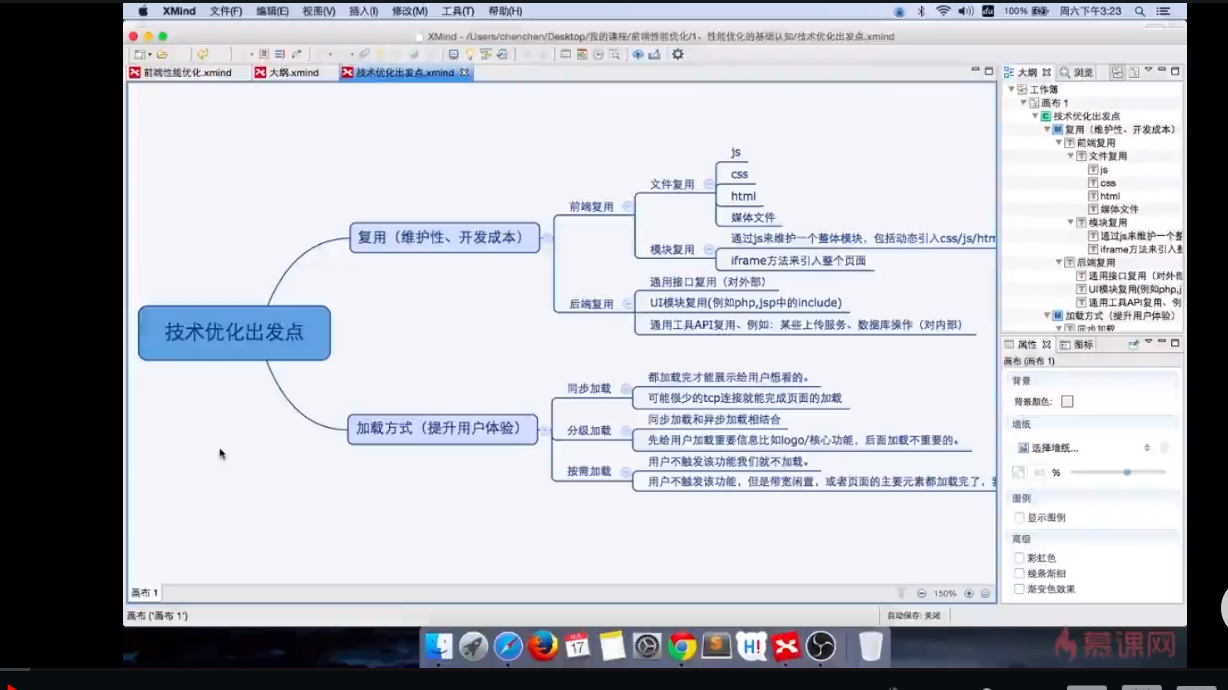 XMind 文件(F) 编辑(E) 视图(V) 插入(I) 修改(M) 工具(T) 帮助(H) 100% 周六下午3:23
XMind - /Users/chenchen/Desktop/我的课程/前端性能优化/1、性能优化的基础认知/技术优化出发点.xmind
前端性能优化.xmind 大纲.xmind 技术优化出发点.xmind
技术优化出发点
复用（维护性、开发成本）
前端复用
文件复用
js
css
html
媒体文件
模块复用
通过js来维护一个整体模块，包括动态引入css/js/htm
iframe方法来引入整个页面
后端复用
通用接口复用（对外部）
UI模块复用(例如php,jsp中的include)
通用工具API复用、例如：某些上传服务、数据库操作（对内部）
加载方式（提升用户体验）
同步加载
都加载完才能展示给用户想看的。
可能很少的tcp连接就能完成页面的加载
分级加载
同步加载和异步加载相结合
先给用户加载重要信息比如logo/核心功能，后面加载不重要的。
按需加载
用户不触发该功能我们就不加载。
用户不触发该功能，但是带宽闲置，或者页面的主要元素都加载完了，
大纲 浏览
工作簿
画布 1
技术优化出发点
复用（维护性、开发成本）
前端复用
文件复用
js
css
html
媒体文件
模块复用
通过js来维护一个整
iframe方法来引入整
后端复用
通用接口复用（对外部
UI模块复用(例如php,j
通用工具API复用、例
加载方式（提升用户体验）
同步加载
属性 图标
画布 (画布 1)
背景
背景颜色:
墙纸
选择墙纸...
%
图例
显示图例
高级
彩虹色
线条渐细
渐变色效果
画布 1
150%
画布 ('画布 1')
自动保存: 关闭
17
H!
慕课网